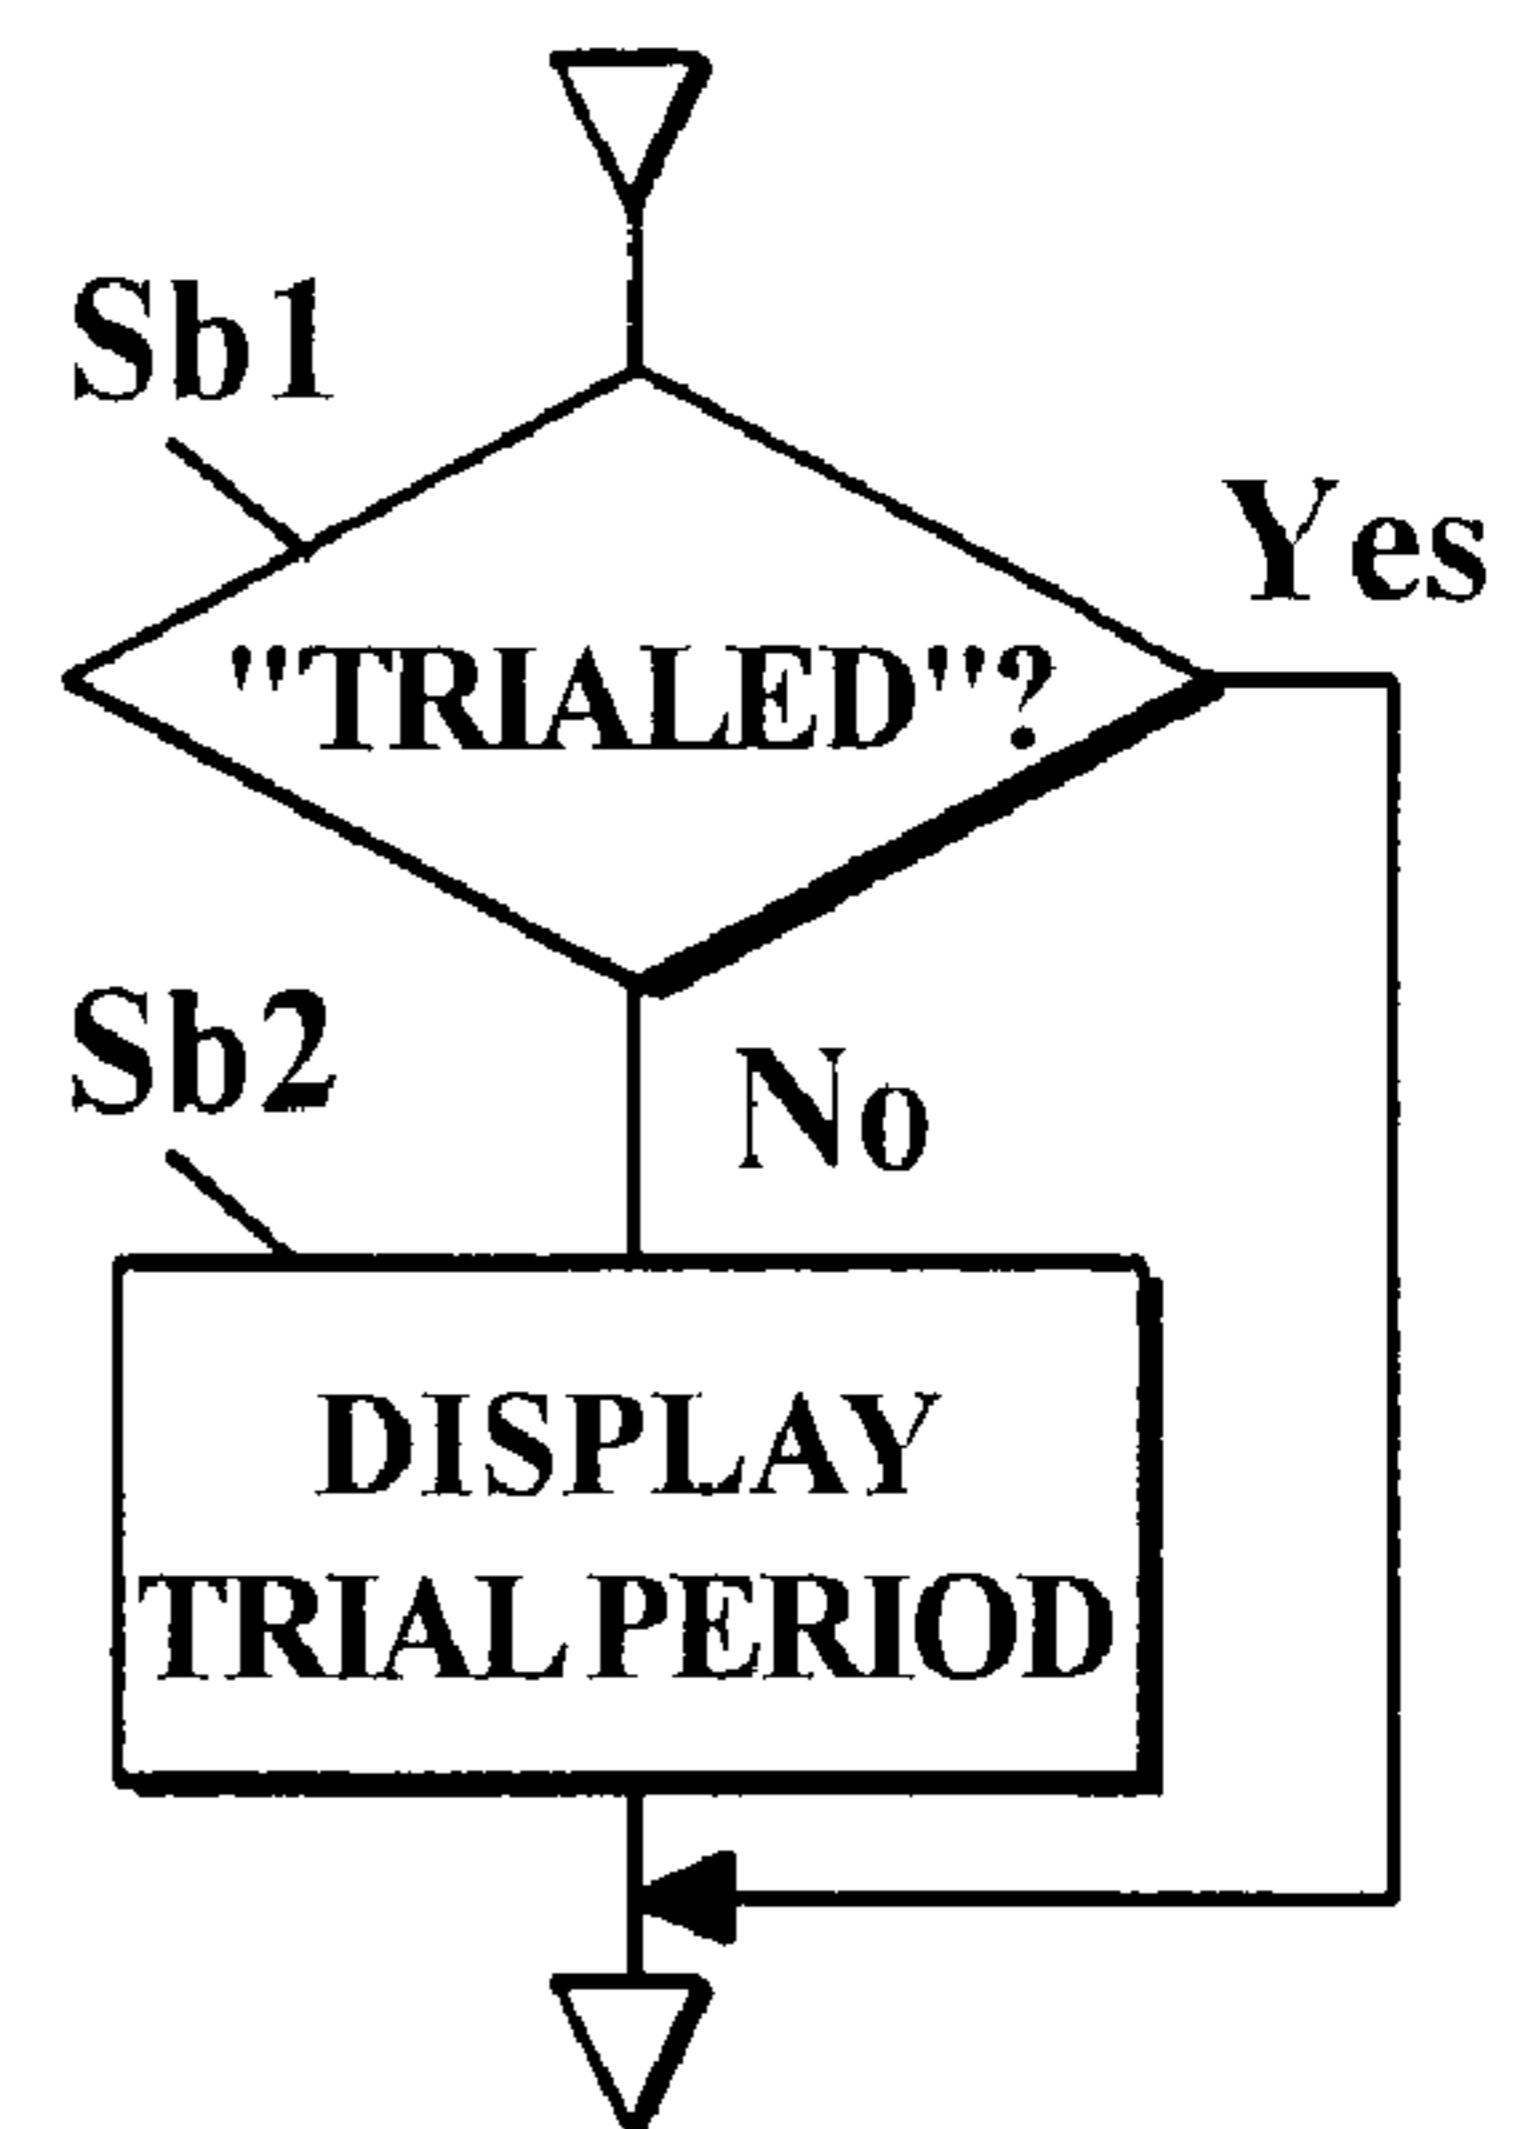 Sb1
Yes
"TRIALED"?
Sb2
No
DISPLAY
TRIAL PERIOD